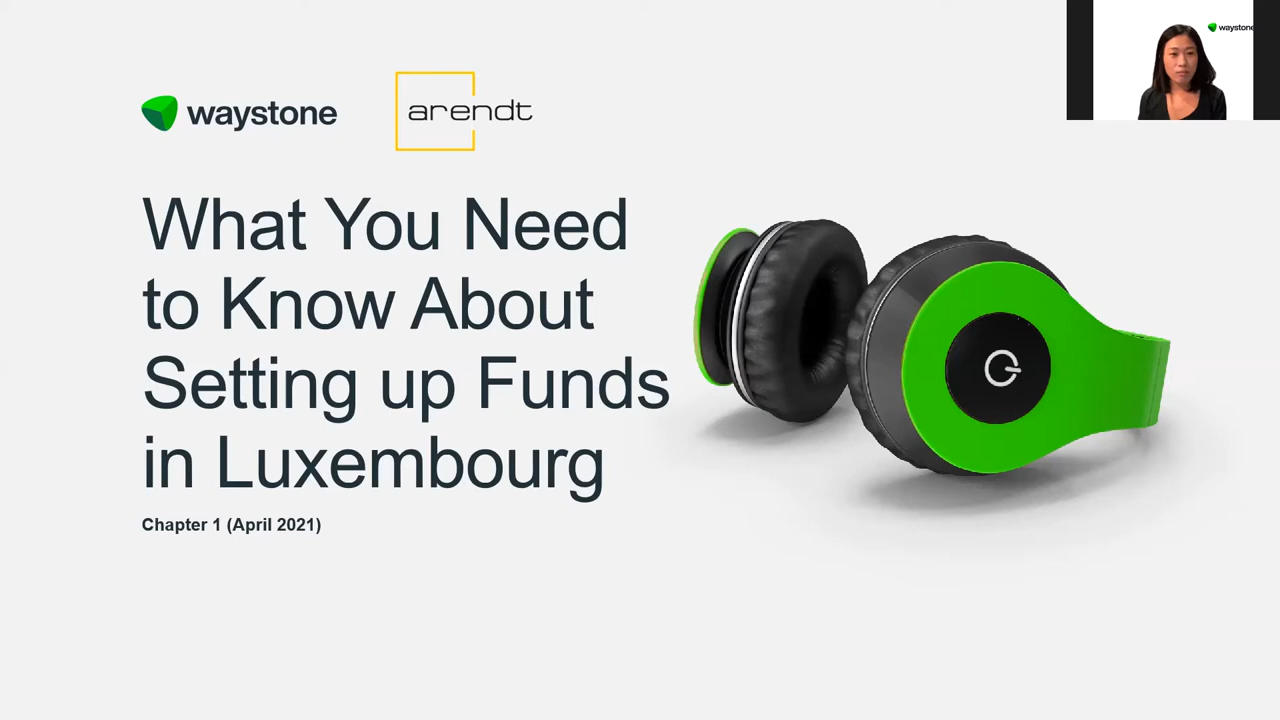 waystone
waystone
arendt
What You Need
to Know About
Setting up Funds
in Luxembourg
Chapter 1 (April 2021)